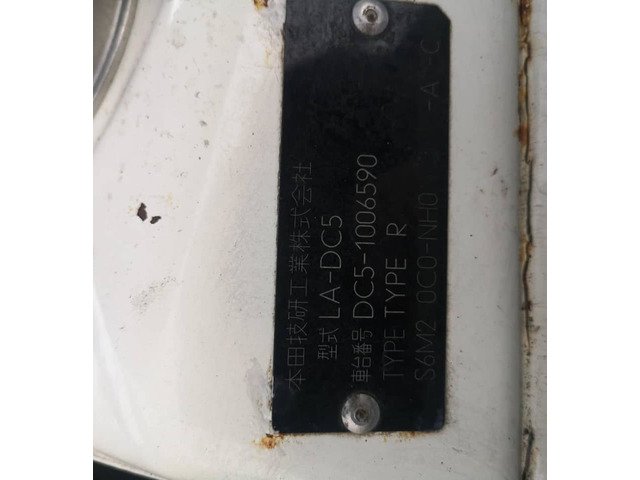 本田技研工業株式会社
型式 LA-DC5
車台番号 DC5-1006590
TYPE TYPE R
S6M2 0C0-NH0 -A -C